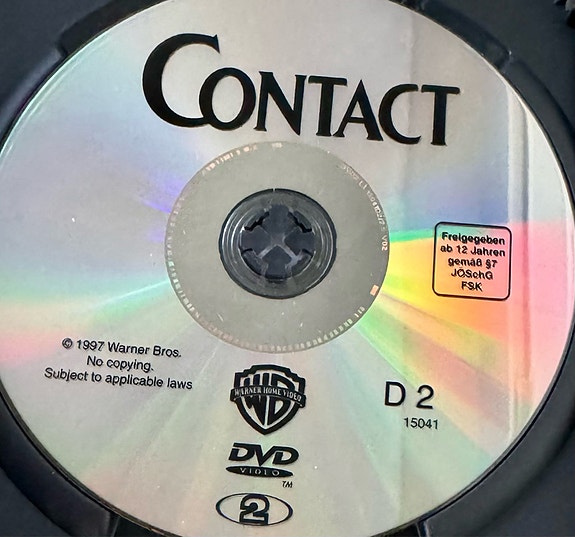 CONTACT
Freigegeben
ab 12 Jahren
gemäß §7
JÖSchG
FSK
© 1997 Warner Bros.
No copying.
Subject to applicable laws
WARNER HOME VIDEO
WB
D 2
15041
DVD
VIDEO
TM
2